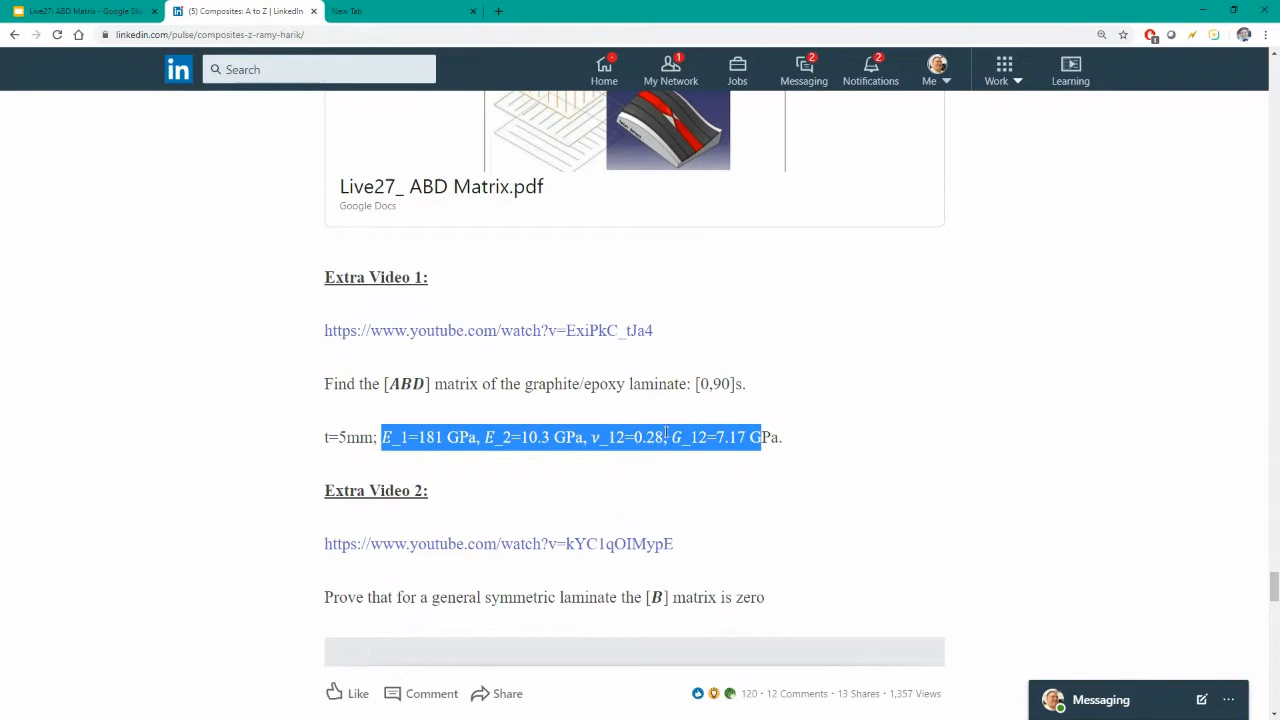 Live27: ABD Matrix - Google Slid
(5) Composites: A to Z | LinkedIn
New Tab
linkedin.com/pulse/composites-z-ramy-harik/
in
Search
Home
1
My Network
Jobs
2
Messaging
2
Notifications
Me
Work
Learning
Live27_ ABD Matrix.pdf
Google Docs
Extra Video 1:
https://www.youtube.com/watch?v=ExiPkC_tJa4
Find the [ABD] matrix of the graphite/epoxy laminate: [0,90]s.
t=5mm; E_1=181 GPa, E_2=10.3 GPa, ν_12=0.28, G_12=7.17 GPa.
Extra Video 2:
https://www.youtube.com/watch?v=kYC1qOIMypE
Prove that for a general symmetric laminate the [B] matrix is zero
Like
Comment
Share
120 · 12 Comments · 13 Shares · 1,357 Views
Messaging